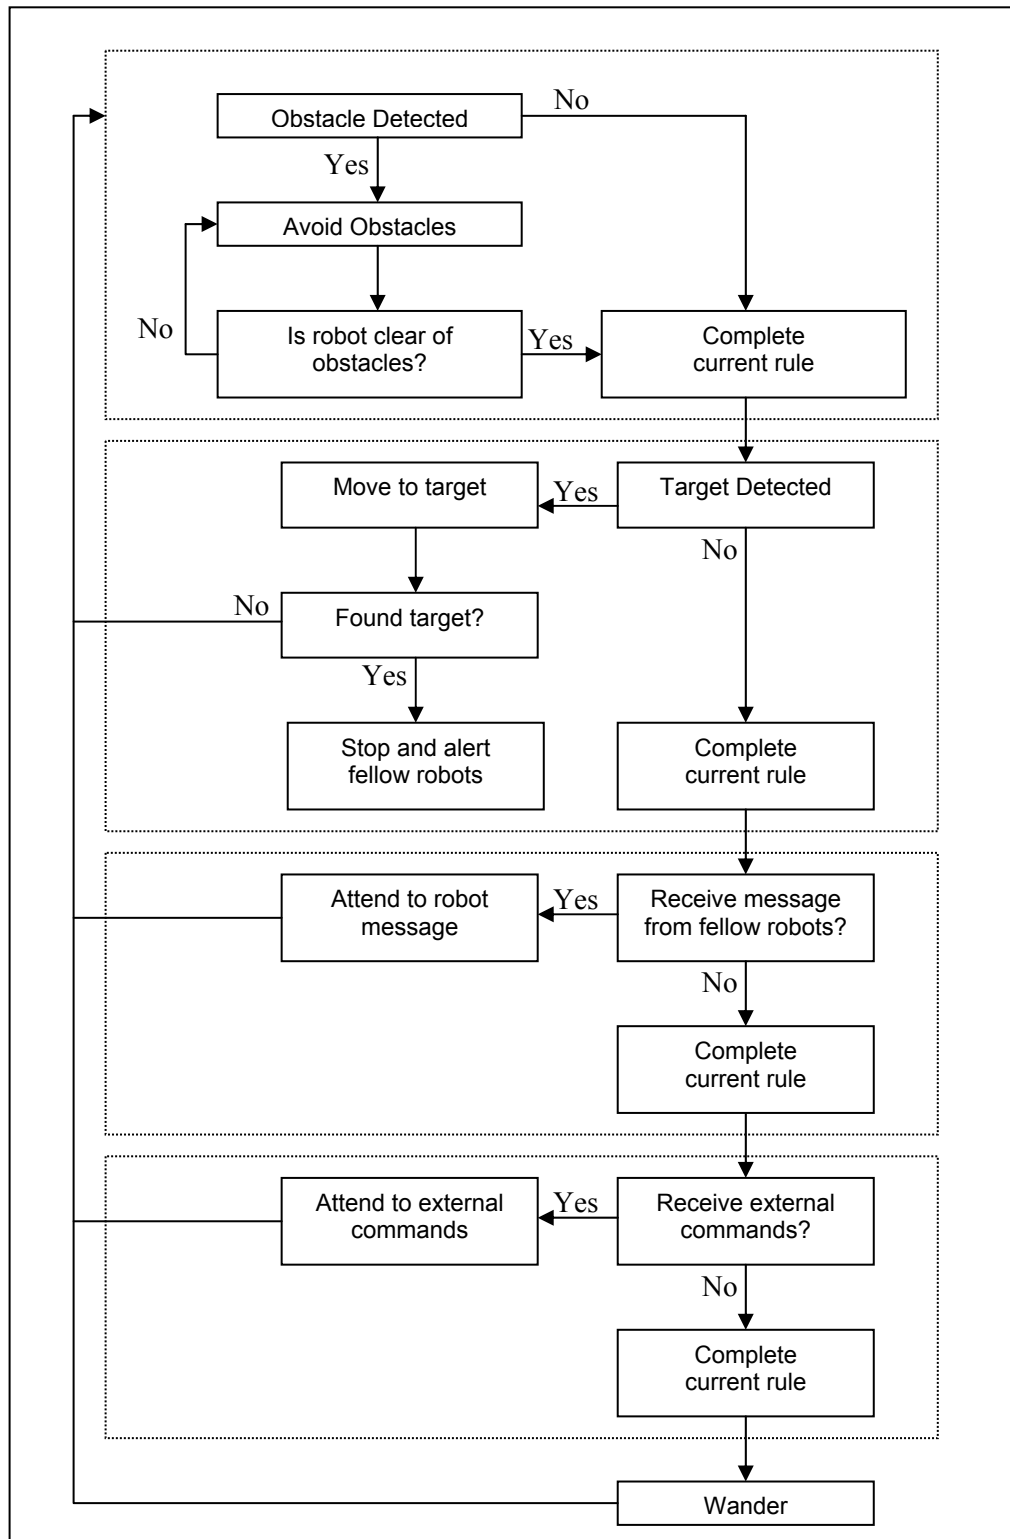 Obstacle Detected
No
Yes
Avoid Obstacles
No
Is robot clear of
obstacles?
Yes
Complete
current rule
Move to target
Yes
Target Detected
No
No
Found target?
Yes
Stop and alert
fellow robots
Complete
current rule
Attend to robot
message
Yes
Receive message
from fellow robots?
No
Complete
current rule
Attend to external
commands
Yes
Receive external
commands?
No
Complete
current rule
Wander